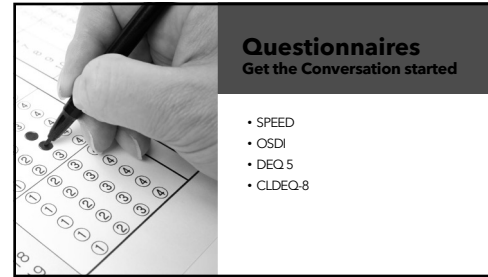 Questionnaires
Get the Conversation started
• SPEED
• OSDI
• DEQ 5
• CLDEQ-8